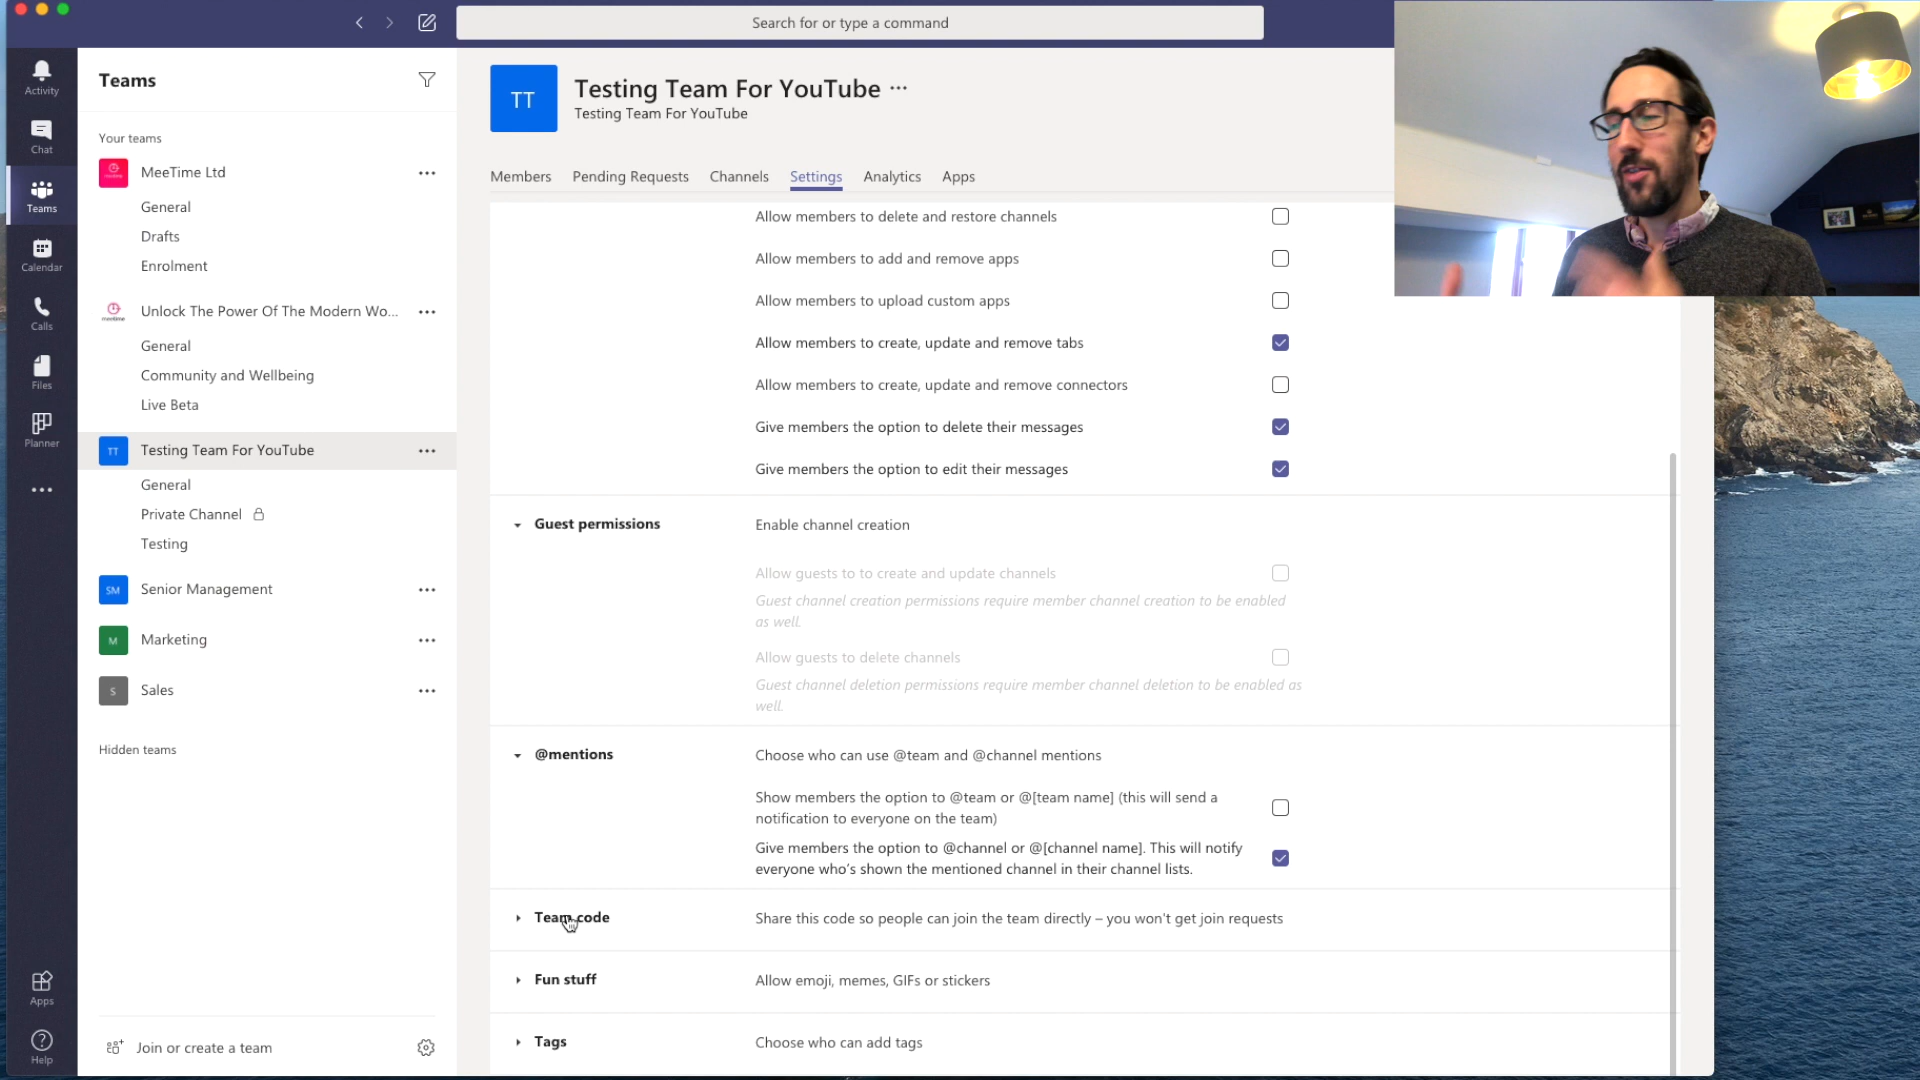 Search for or type a command
Activity
Chat
Teams
Calendar
Calls
Files
Planner
Apps
Help
Teams
Your teams
MeeTime Ltd
General
Drafts
Enrolment
Unlock The Power Of The Modern Wo...
General
Community and Wellbeing
Live Beta
TT
Testing Team For YouTube
General
Private Channel
Testing
SM
Senior Management
M
Marketing
S
Sales
Hidden teams
Join or create a team
TT
Testing Team For YouTube ...
Testing Team For YouTube
Members Pending Requests Channels Settings Analytics Apps
Allow members to delete and restore channels
Allow members to add and remove apps
Allow members to upload custom apps
Allow members to create, update and remove tabs
Allow members to create, update and remove connectors
Give members the option to delete their messages
Give members the option to edit their messages
Guest permissions Enable channel creation
Allow guests to to create and update channels
Guest channel creation permissions require member channel creation to be enabled
as well.
Allow guests to delete channels
Guest channel deletion permissions require member channel deletion to be enabled as
well.
@mentions Choose who can use @team and @channel mentions
Show members the option to @team or @[team name] (this will send a
notification to everyone on the team)
Give members the option to @channel or @[channel name]. This will notify
everyone who's shown the mentioned channel in their channel lists.
Team code Share this code so people can join the team directly – you won't get join requests
Fun stuff Allow emoji, memes, GIFs or stickers
Tags Choose who can add tags